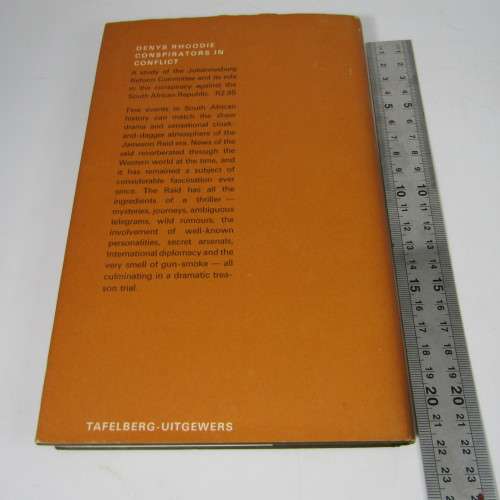 DENYS RHOODIE
CONSPIRATORS IN
CONFLICT
A study of the Johannesburg
Reform Committee and its role
in the conspiracy against the
South African Republic. R2.95
Few events in South African
history can match the sheer
drama and sensational cloak-
and-dagger atmosphere of the
Jameson Raid era. News of the
raid reverberated through the
Western world at the time, and
it has remained a subject of
considerable fascination ever
since. The Raid has all the
ingredients of a thriller —
mysteries, journeys, ambiguous
telegrams, wild rumours, the
involvement of well-known
personalities, secret arsenals,
international diplomacy and the
very smell of gun-smoke — all
culminating in a dramatic trea-
son trial.
TAFELBERG-UITGEWERS